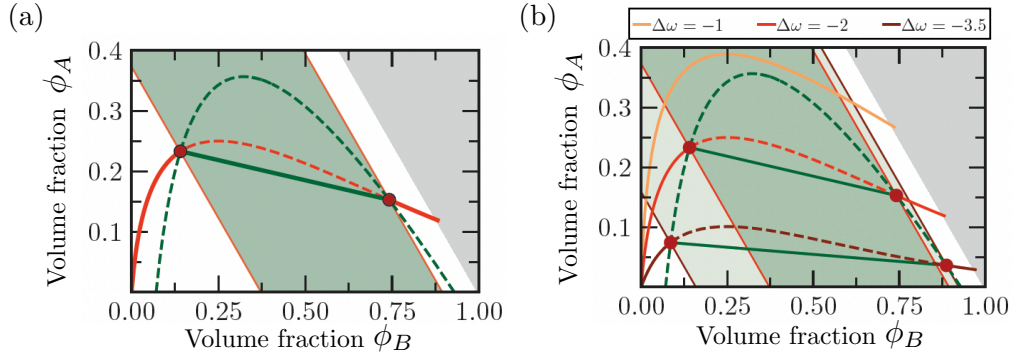 (a)
Volume fraction ϕ_A
0.4
0.3
0.2
0.1
0.00 0.25 0.50 0.75 1.00
Volume fraction ϕ_B
(b)
Δω = −1 Δω = −2 Δω = −3.5
Volume fraction ϕ_A
0.4
0.3
0.2
0.1
0.00 0.25 0.50 0.75 1.00
Volume fraction ϕ_B